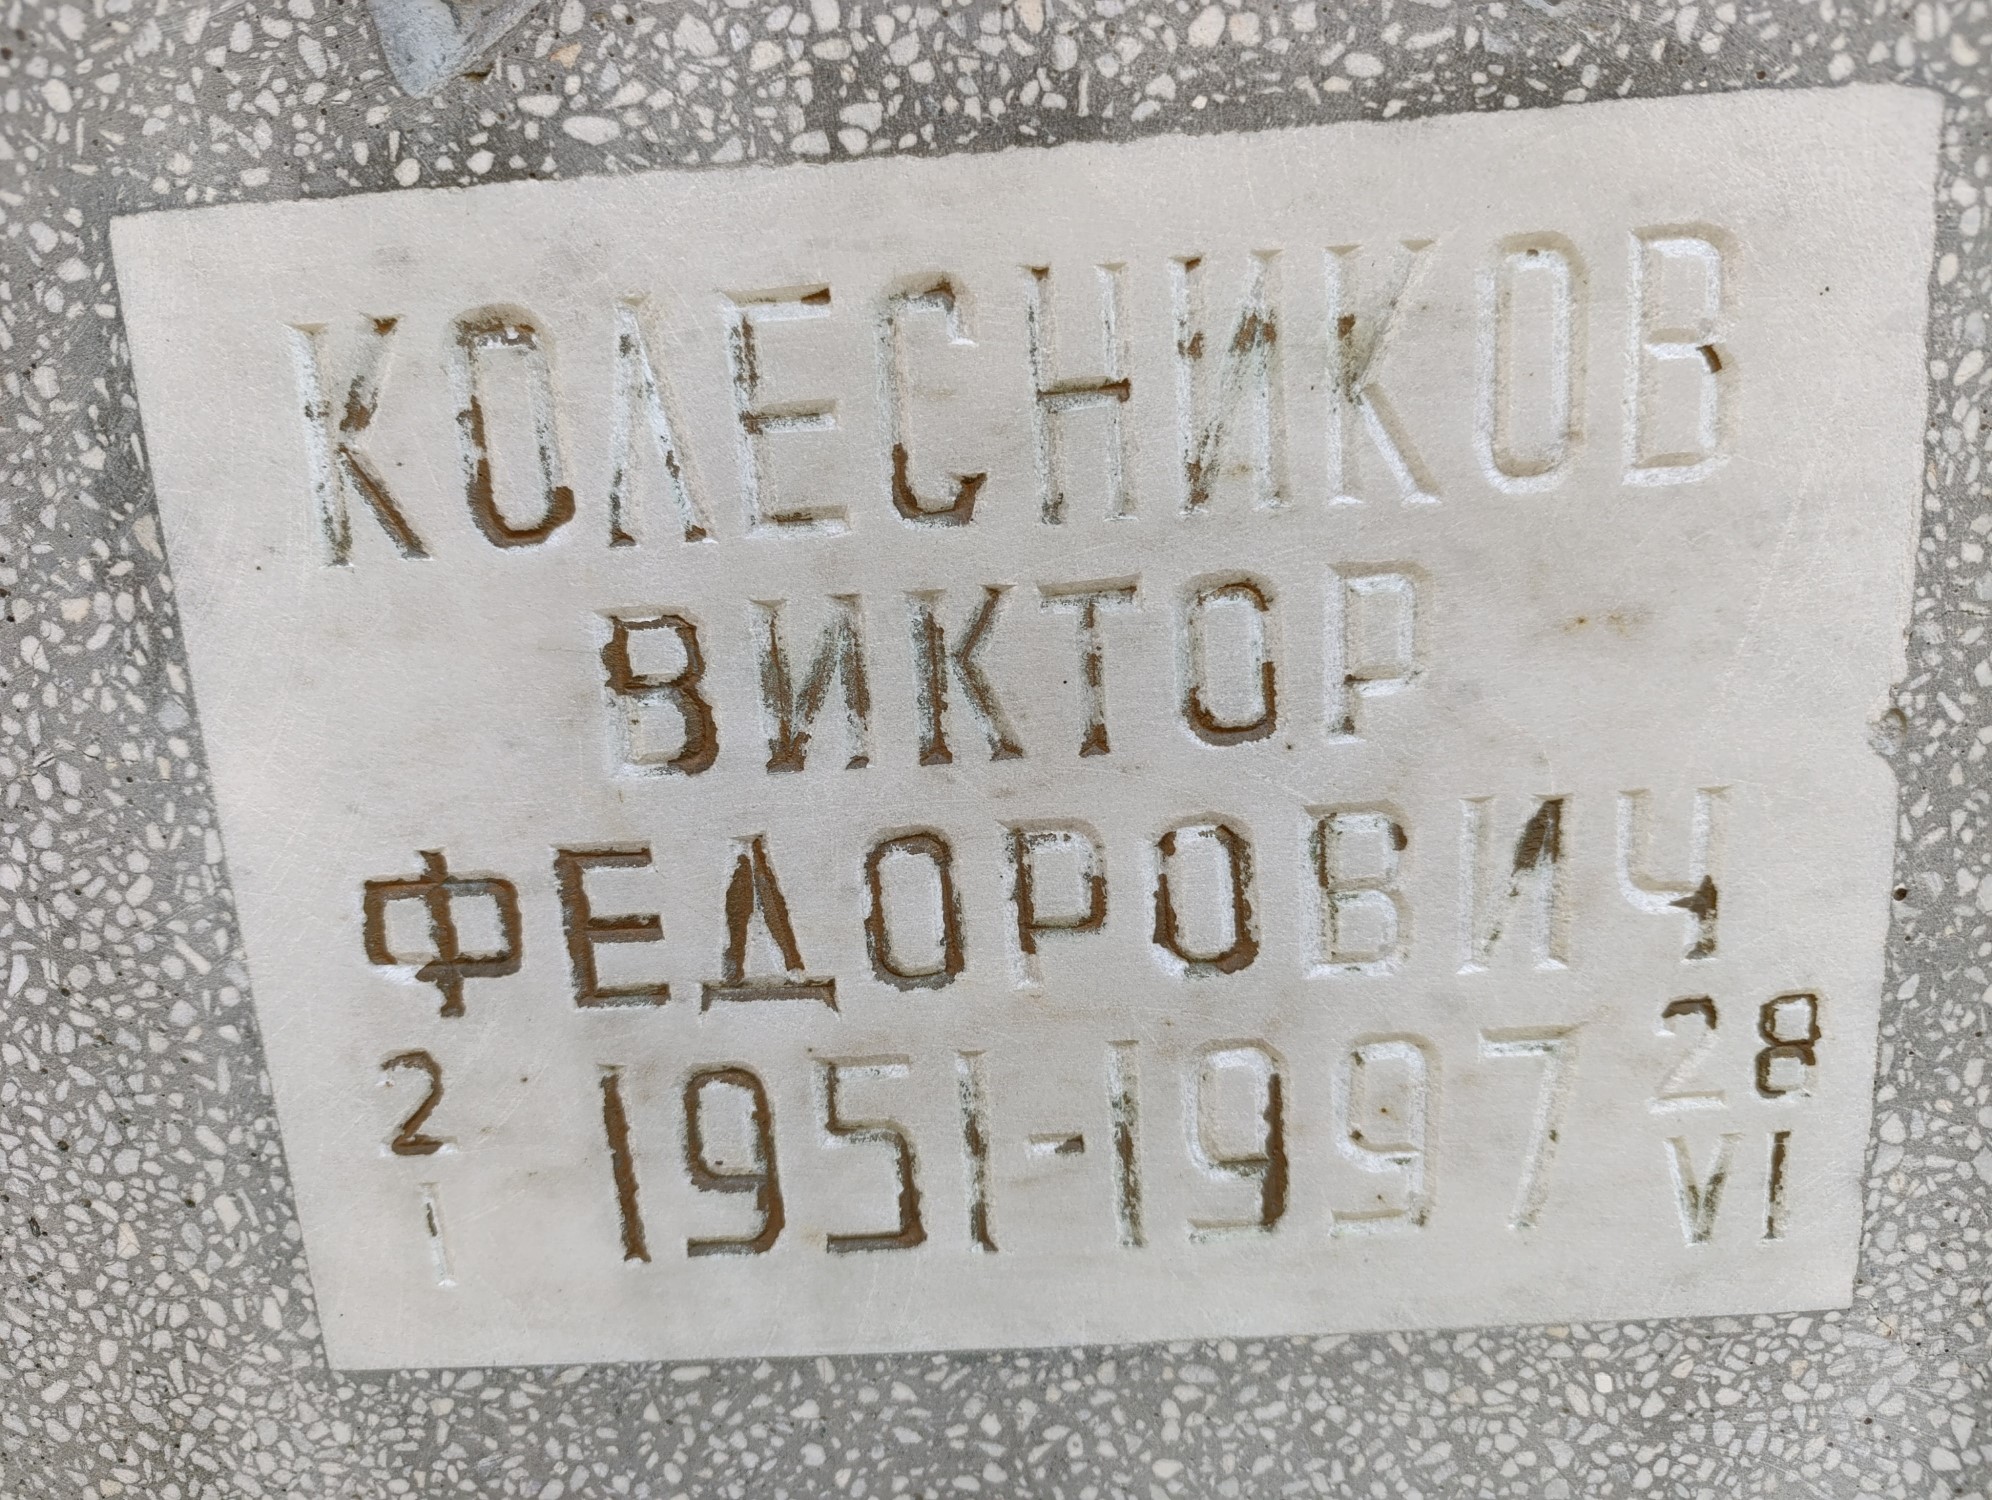 КОЛЕСНИКОВ
ВИКТОР
ФЕДОРОВИЧ
2 1951-1997 28
I VI